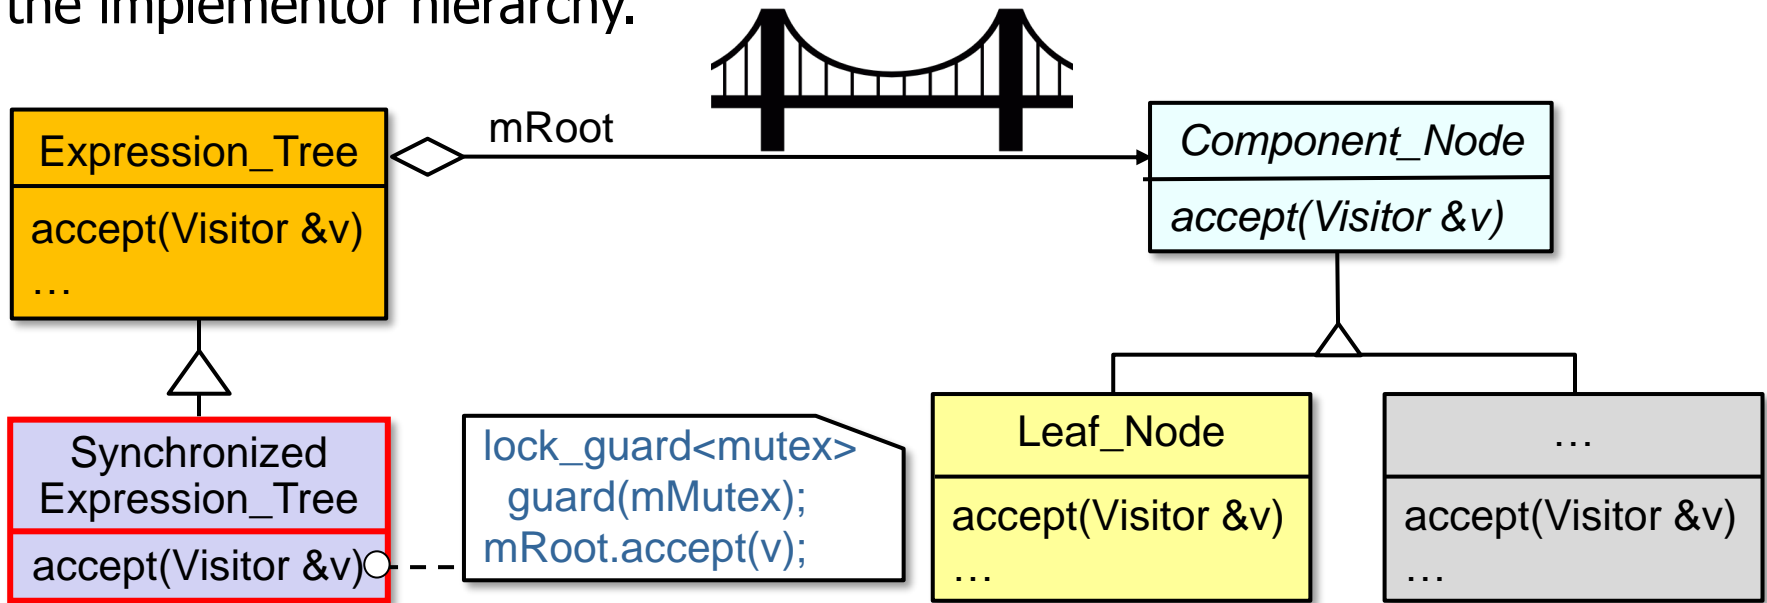 the implementor hierarchy.
mRoot
Expression_Tree
accept(Visitor &v)
…
Component_Node
accept(Visitor &v)
Synchronized
Expression_Tree
accept(Visitor &v)
lock_guard<mutex>
guard(mMutex);
mRoot.accept(v);
Leaf_Node
accept(Visitor &v)
…
…
accept(Visitor &v)
…